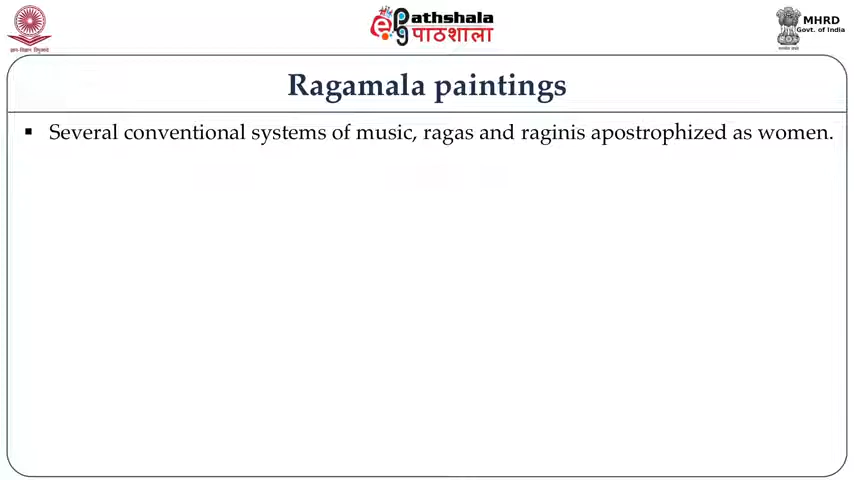 ePathshala
पाठशाला
MHRD
Govt. of India
Ragamala paintings
▪ Several conventional systems of music, ragas and raginis apostrophized as women.